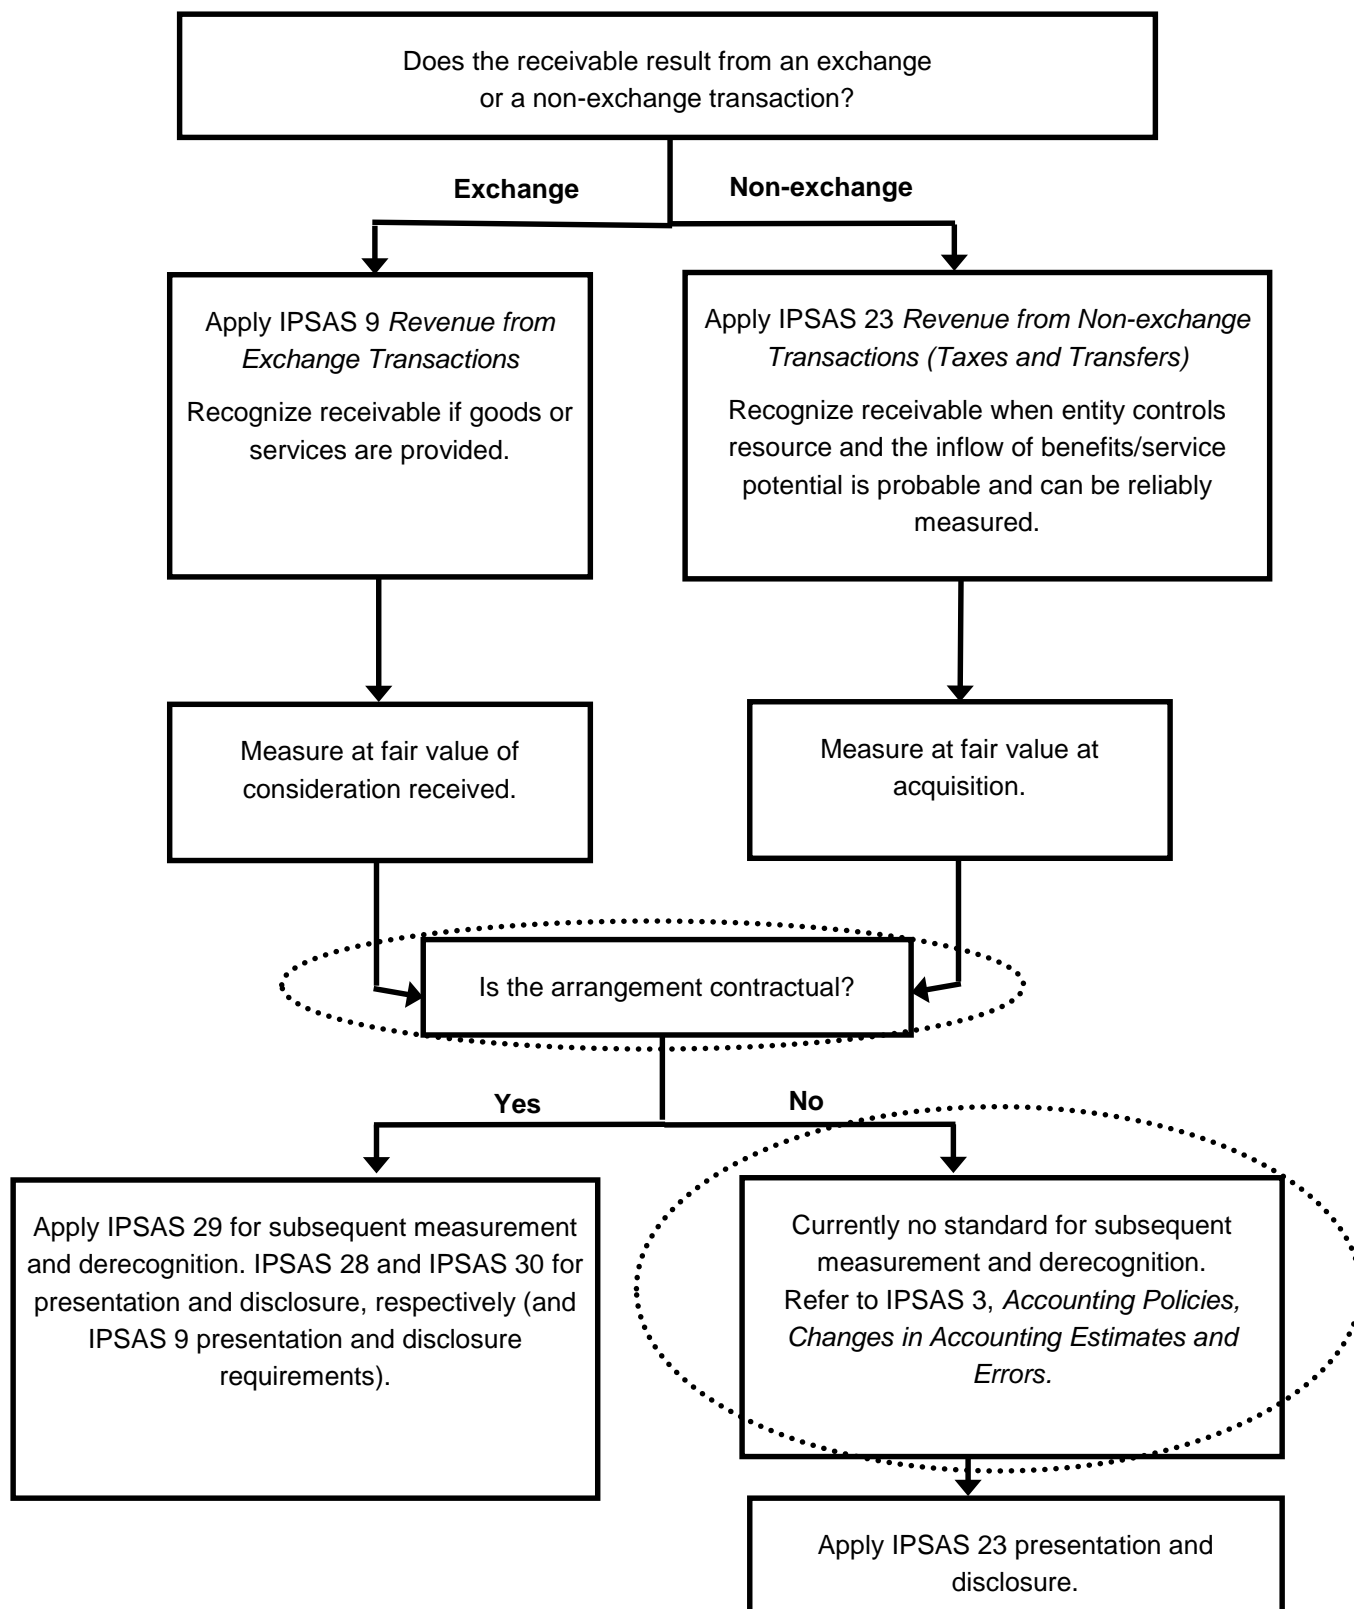 Does the receivable result from an exchange
or a non-exchange transaction?
Exchange
Non-exchange
Apply IPSAS 9 Revenue from
Exchange Transactions
Recognize receivable if goods or
services are provided.
Apply IPSAS 23 Revenue from Non-exchange
Transactions (Taxes and Transfers)
Recognize receivable when entity controls
resource and the inflow of benefits/service
potential is probable and can be reliably
measured.
Measure at fair value of
consideration received.
Measure at fair value at
acquisition.
Is the arrangement contractual?
Yes
No
Apply IPSAS 29 for subsequent measurement
and derecognition. IPSAS 28 and IPSAS 30 for
presentation and disclosure, respectively (and
IPSAS 9 presentation and disclosure
requirements).
Currently no standard for subsequent
measurement and derecognition.
Refer to IPSAS 3, Accounting Policies,
Changes in Accounting Estimates and
Errors.
Apply IPSAS 23 presentation and
disclosure.